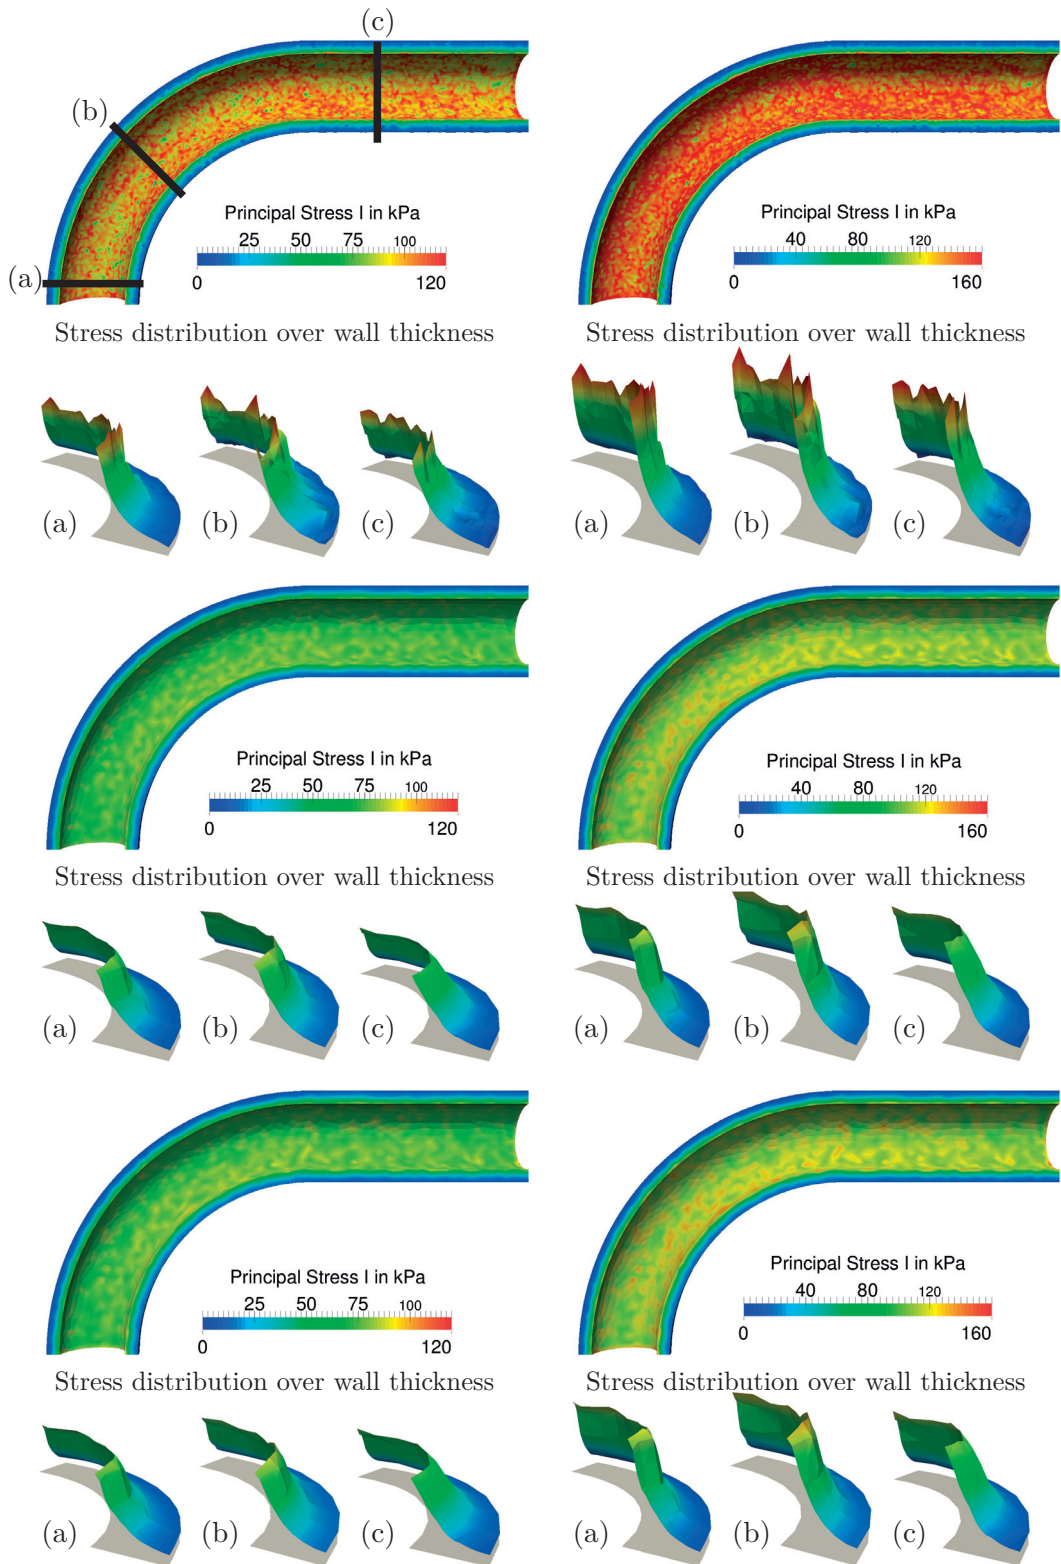 (c)
(b)
(a)
Principal Stress I in kPa
25 50 75 100
0 120
Stress distribution over wall thickness
(a) (b) (c)
Principal Stress I in kPa
40 80 120
0 160
Stress distribution over wall thickness
(a) (b) (c)
Principal Stress I in kPa
25 50 75 100
0 120
Stress distribution over wall thickness
(a) (b) (c)
Principal Stress I in kPa
40 80 120
0 160
Stress distribution over wall thickness
(a) (b) (c)
Principal Stress I in kPa
25 50 75 100
0 120
Stress distribution over wall thickness
(a) (b) (c)
Principal Stress I in kPa
40 80 120
0 160
Stress distribution over wall thickness
(a) (b) (c)